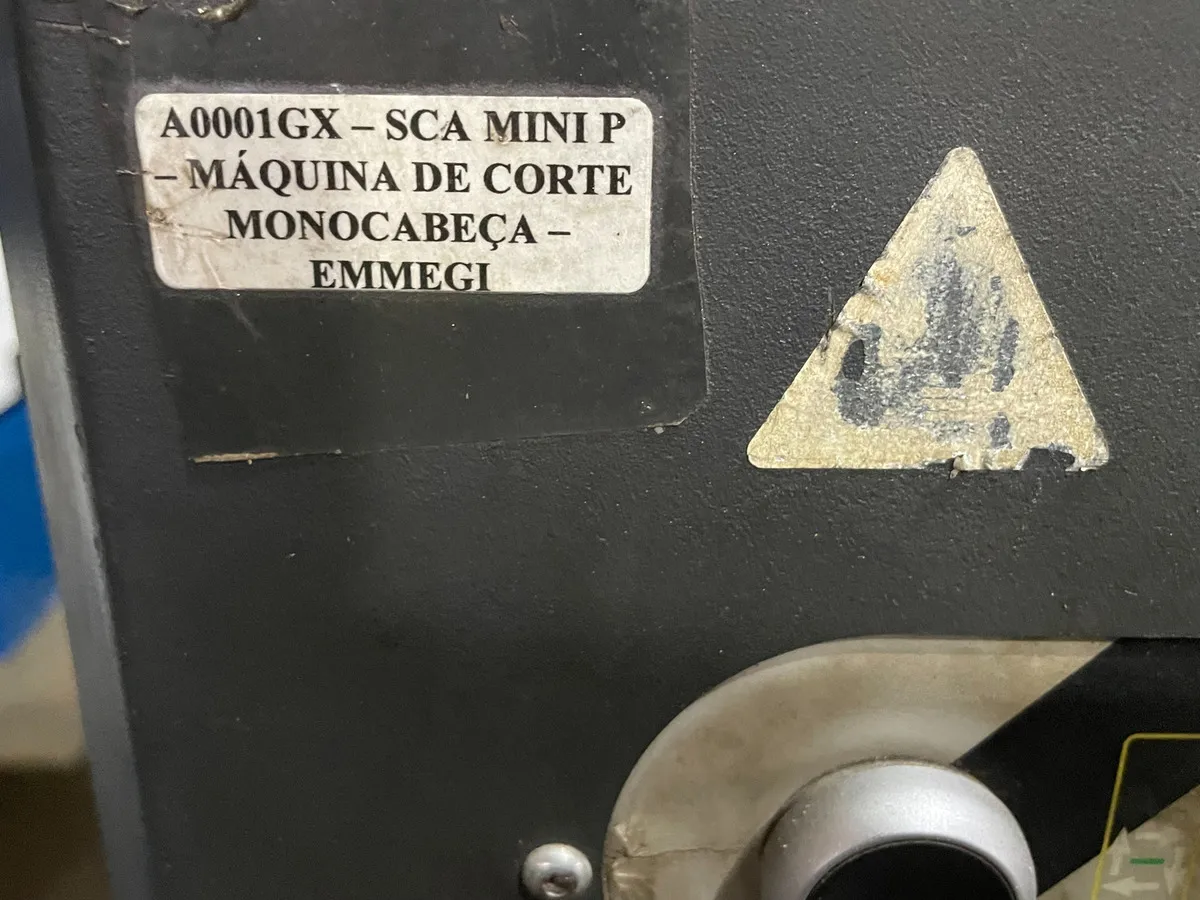 A0001GX – SCA MINI P
– MÁQUINA DE CORTE
MONOCABEÇA –
EMMEGI